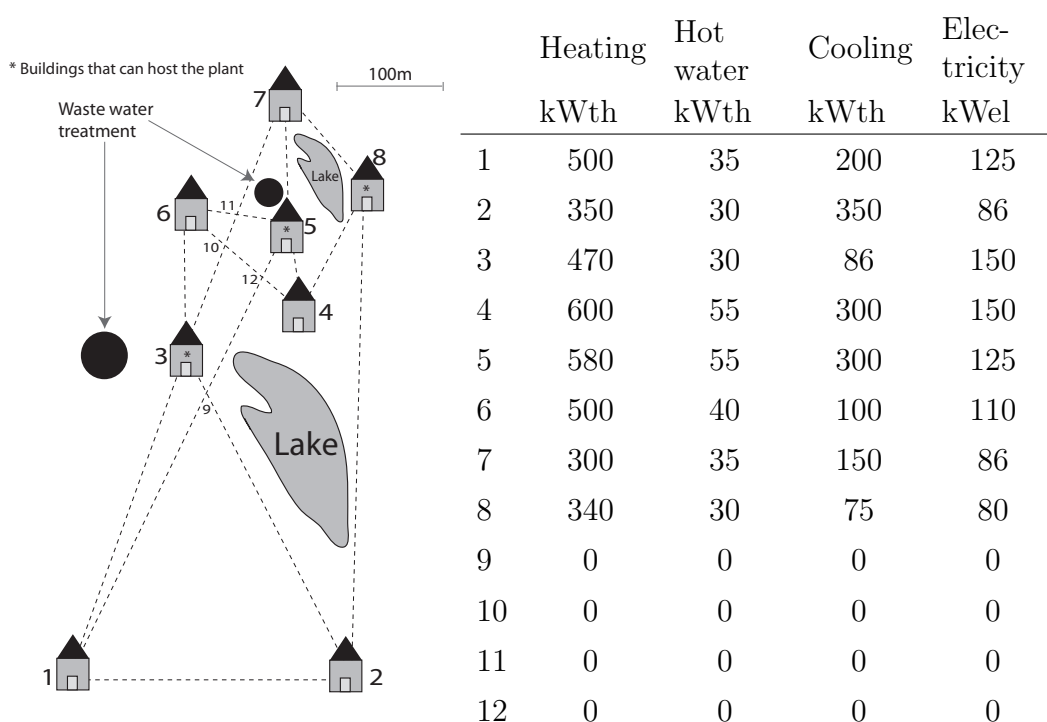 * Buildings that can host the plant
100m
Waste water
treatment
7
8
Lake
*
6
11
5
*
10
12
4
3
*
9
Lake
1
2
Heating Hot water Cooling Elec-tricity
kWth kWth kWth kWel
1 500 35 200 125
2 350 30 350 86
3 470 30 86 150
4 600 55 300 150
5 580 55 300 125
6 500 40 100 110
7 300 35 150 86
8 340 30 75 80
9 0 0 0 0
10 0 0 0 0
11 0 0 0 0
12 0 0 0 0